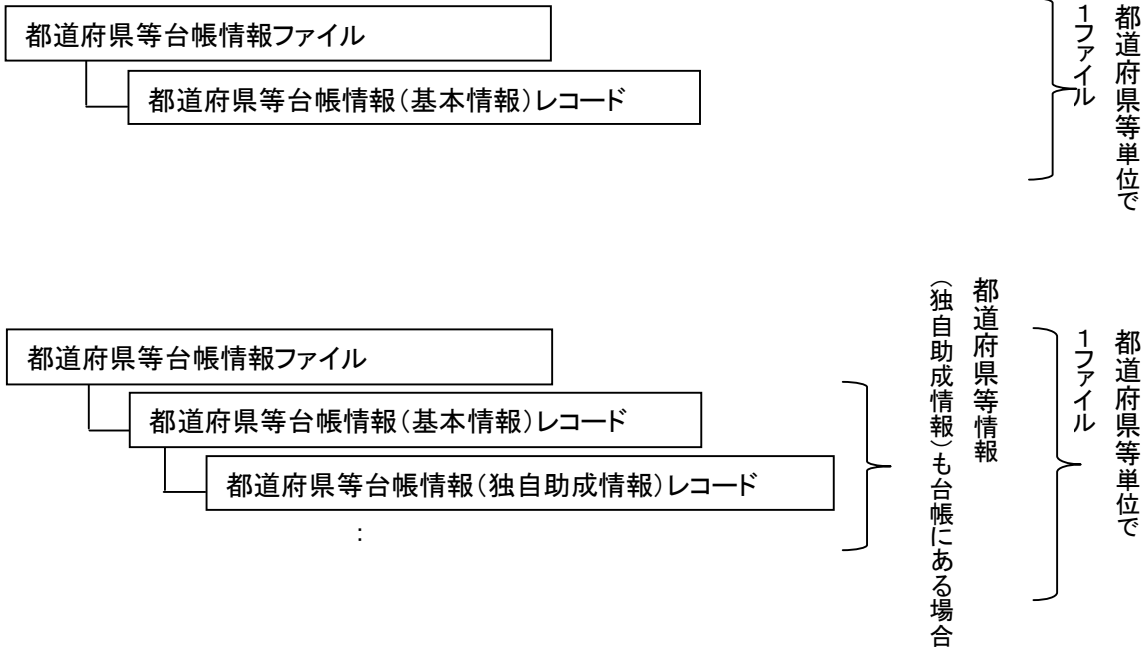 都道府県等台帳情報ファイル
都道府県等台帳情報(基本情報)レコード
都道府県等単位で
1ファイル
都道府県等台帳情報ファイル
都道府県等台帳情報(基本情報)レコード
都道府県等台帳情報(独自助成情報)レコード
:
都道府県等情報
(独自助成情報)も台帳にある場合
都道府県等単位で
1ファイル